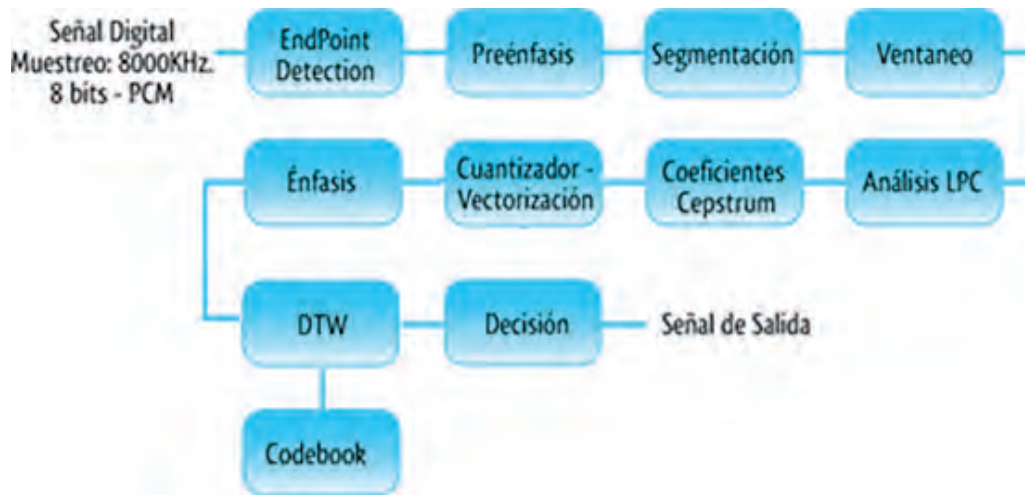 Señal Digital
Muestreo: 8000KHz.
8 bits - PCM
EndPoint
Detection
Preénfasis
Segmentación
Ventaneo
Énfasis
Cuantizador -
Vectorización
Coeficientes
Cepstrum
Análisis LPC
DTW
Decisión
Señal de Salida
Codebook